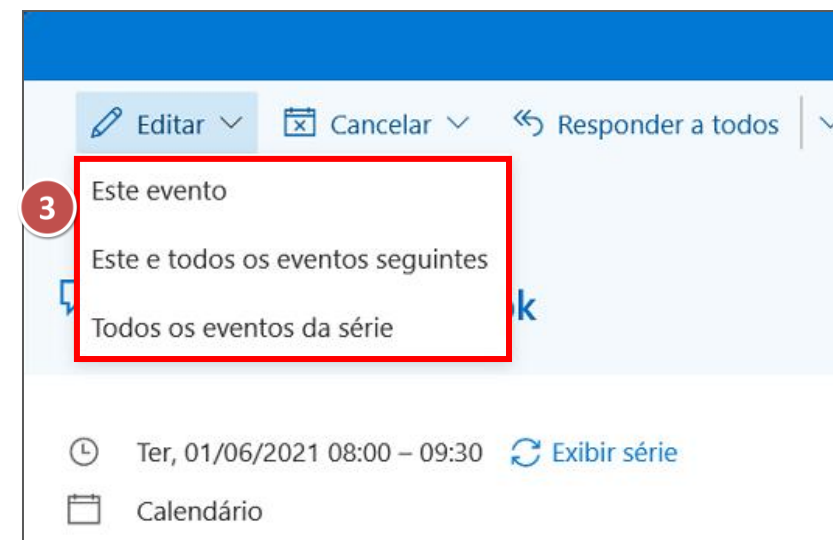 Editar Cancelar Responder a todos
3
Este evento
Este e todos os eventos seguintes
Todos os eventos da série
Ter, 01/06/2021 08:00 – 09:30 Exibir série
Calendário